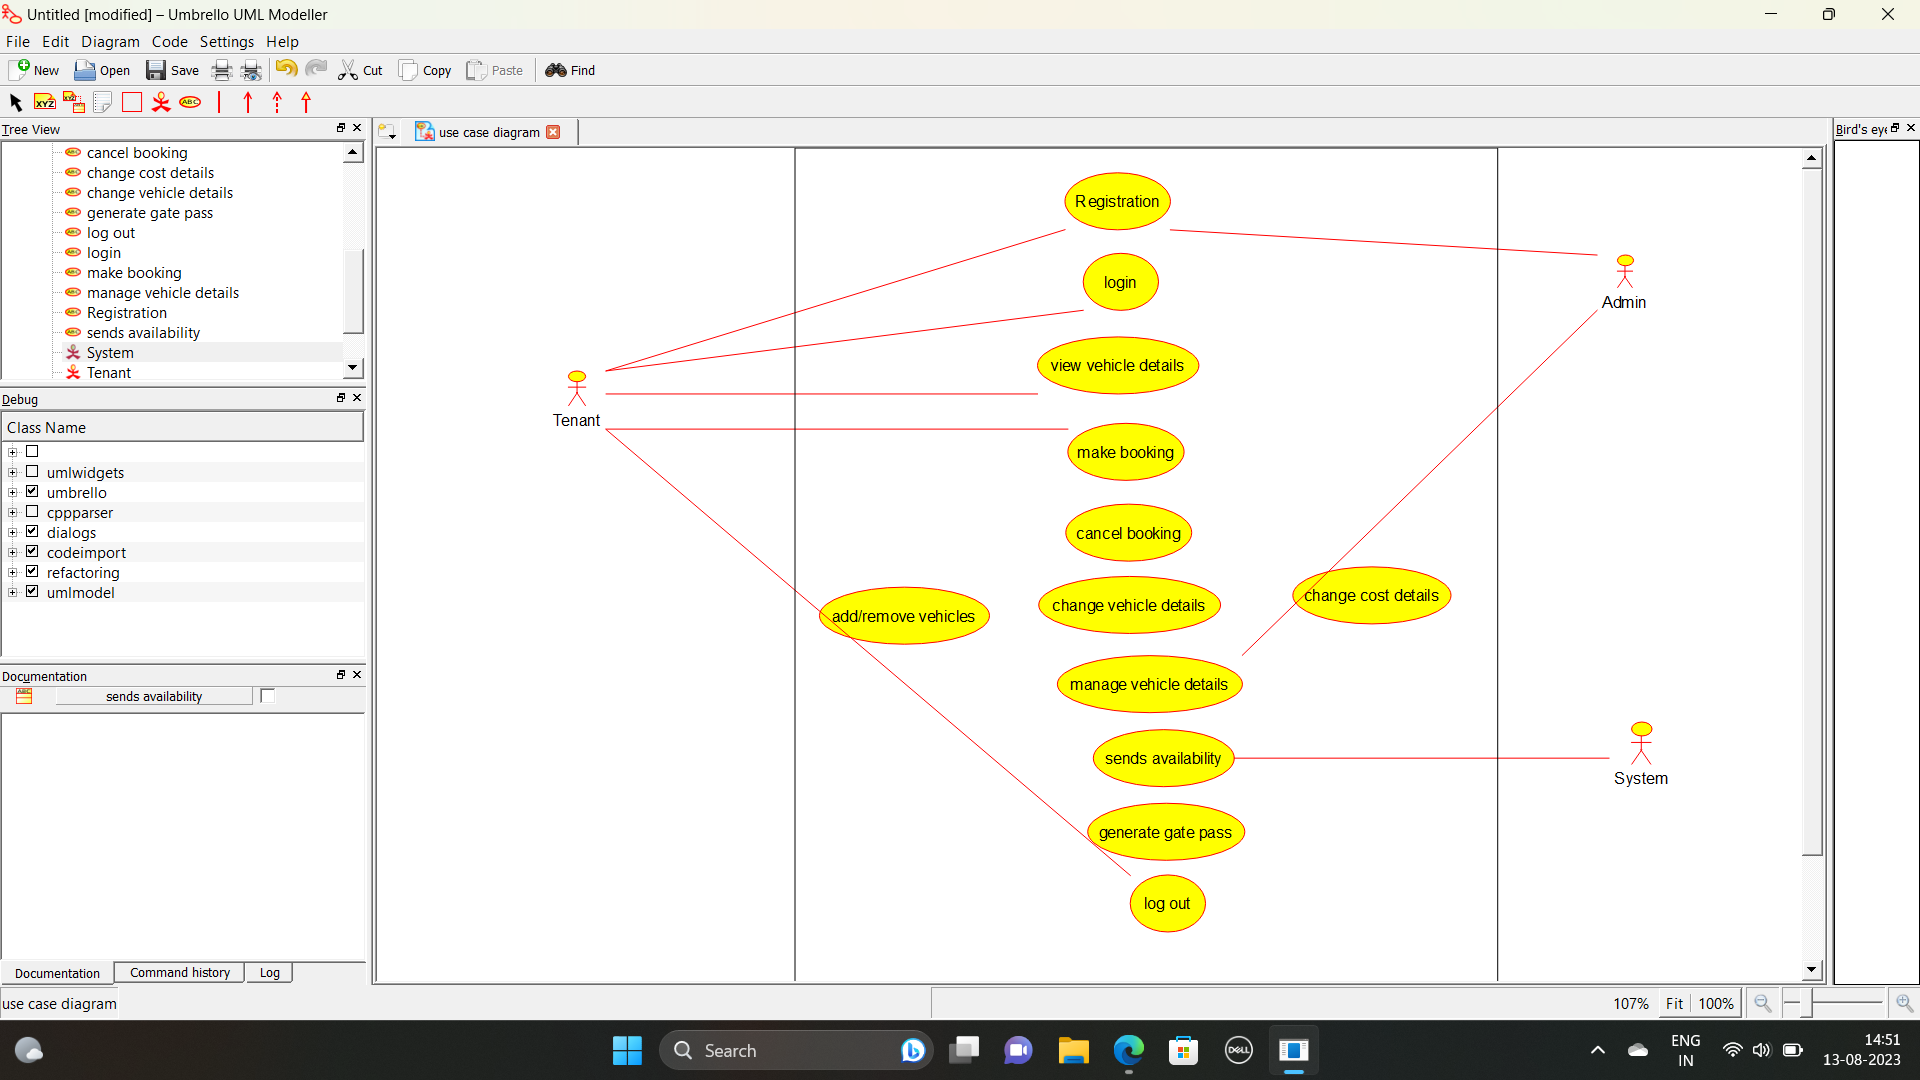 Untitled [modified] – Umbrello UML Modeller
File Edit Diagram Code Settings Help
New Open Save Cut Copy Paste Find
XYZ XYZ ABC
Tree View
cancel booking
change cost details
change vehicle details
generate gate pass
log out
login
make booking
manage vehicle details
Registration
sends availability
System
Tenant
Debug
Class Name
umlwidgets
umbrello
cppparser
dialogs
codeimport
refactoring
umlmodel
Documentation
sends availability
Documentation Command history Log
use case diagram
use case diagram
Registration
login
view vehicle details
make booking
cancel booking
change vehicle details
add/remove vehicles
change cost details
manage vehicle details
sends availability
generate gate pass
log out
Tenant
Admin
System
Bird's eye
107% Fit 100%
Search
DELL
ENG
IN
14:51
13-08-2023